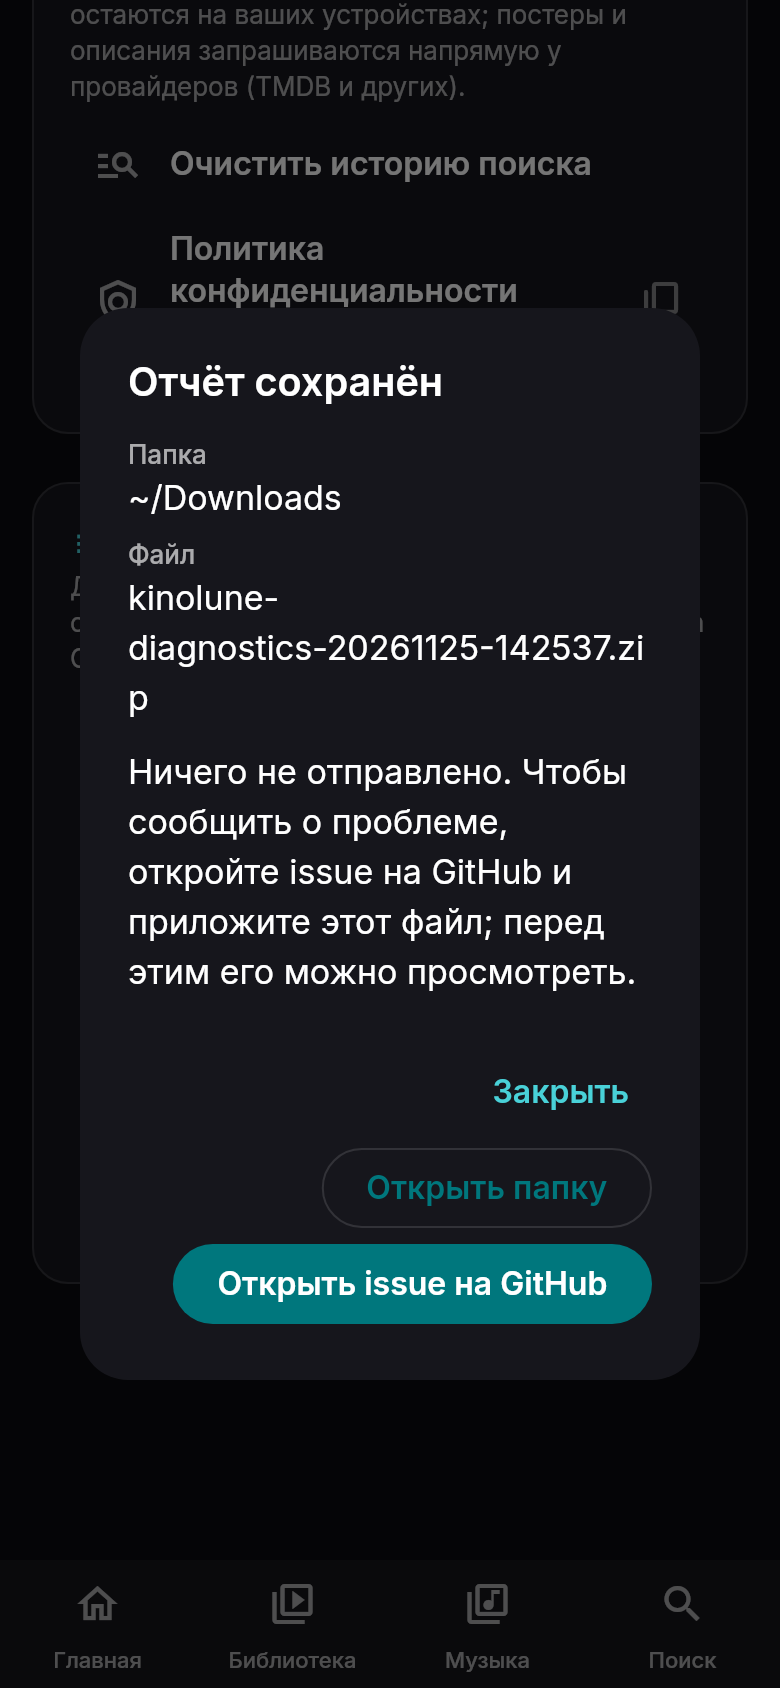 остаются на ваших устройствах; постеры и
описания запрашиваются напрямую у
провайдеров (TMDB и других).
Очистить историю поиска
Политика
конфиденциальности
Отчёт сохранён
Папка
~/Downloads
Файл
kinolune-
diagnostics-20261125-142537.zi
p
Ничего не отправлено. Чтобы
сообщить о проблеме,
откройте issue на GitHub и
приложите этот файл; перед
этим его можно просмотреть.
Закрыть
Открыть папку
Открыть issue на GitHub
Главная
Библиотека
Музыка
Поиск